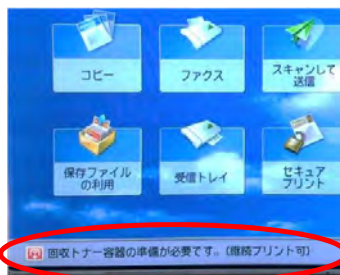 コピー
ファクス
スキャンして
送信
保存ファイル
の利用
受信トレイ
セキュア
プリント
回収トナー容器の準備が必要です。(継続プリント可)